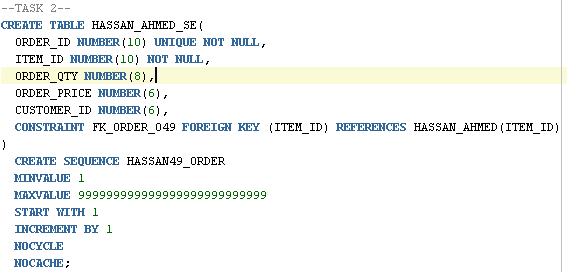 --TASK 2--
CREATE TABLE HASSAN_AHMED_SE(
ORDER_ID NUMBER(10) UNIQUE NOT NULL,
ITEM_ID NUMBER(10) NOT NULL,
ORDER_QTY NUMBER(8),
ORDER_PRICE NUMBER(6),
CUSTOMER_ID NUMBER(6),
CONSTRAINT FK_ORDER_049 FOREIGN KEY (ITEM_ID) REFERENCES HASSAN_AHMED(ITEM_ID)
)
CREATE SEQUENCE HASSAN49_ORDER
MINVALUE 1
MAXVALUE 999999999999999999999999999
START WITH 1
INCREMENT BY 1
NOCYCLE
NOCACHE;